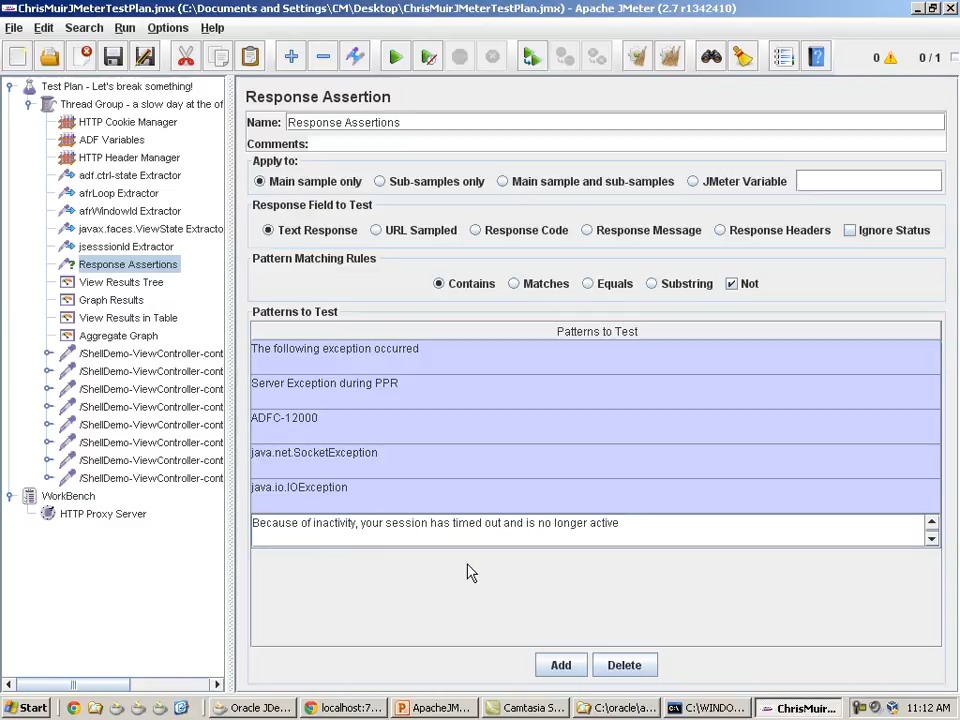 ChrisMuirJMeterTestPlan.jmx (C:\Documents and Settings\CM\Desktop\ChrisMuirJMeterTestPlan.jmx) - Apache JMeter (2.7 r1342410)
File Edit Search Run Options Help
0 0 / 1
Test Plan - Let's break something!
Thread Group - a slow day at the of
HTTP Cookie Manager
ADF Variables
HTTP Header Manager
adf.ctrl-state Extractor
afrLoop Extractor
afrWindowId Extractor
javax.faces.ViewState Extracto
jsesssionId Extractor
Response Assertions
View Results Tree
Graph Results
View Results in Table
Aggregate Graph
/ShellDemo-ViewController-cont
/ShellDemo-ViewController-cont
/ShellDemo-ViewController-cont
/ShellDemo-ViewController-cont
/ShellDemo-ViewController-cont
/ShellDemo-ViewController-cont
/ShellDemo-ViewController-cont
/ShellDemo-ViewController-cont
WorkBench
HTTP Proxy Server
Response Assertion
Name: Response Assertions
Comments:
Apply to:
Main sample only Sub-samples only Main sample and sub-samples JMeter Variable
Response Field to Test
Text Response URL Sampled Response Code Response Message Response Headers Ignore Status
Pattern Matching Rules
Contains Matches Equals Substring Not
Patterns to Test
Patterns to Test
The following exception occurred
Server Exception during PPR
ADFC-12000
java.net.SocketException
java.io.IOException
Because of inactivity, your session has timed out and is no longer active
Add Delete
Start Oracle JDe... localhost:7... ApacheJM... Camtasia S... C:\oracle\a... C:\WINDO... ChrisMuir... 11:12 AM